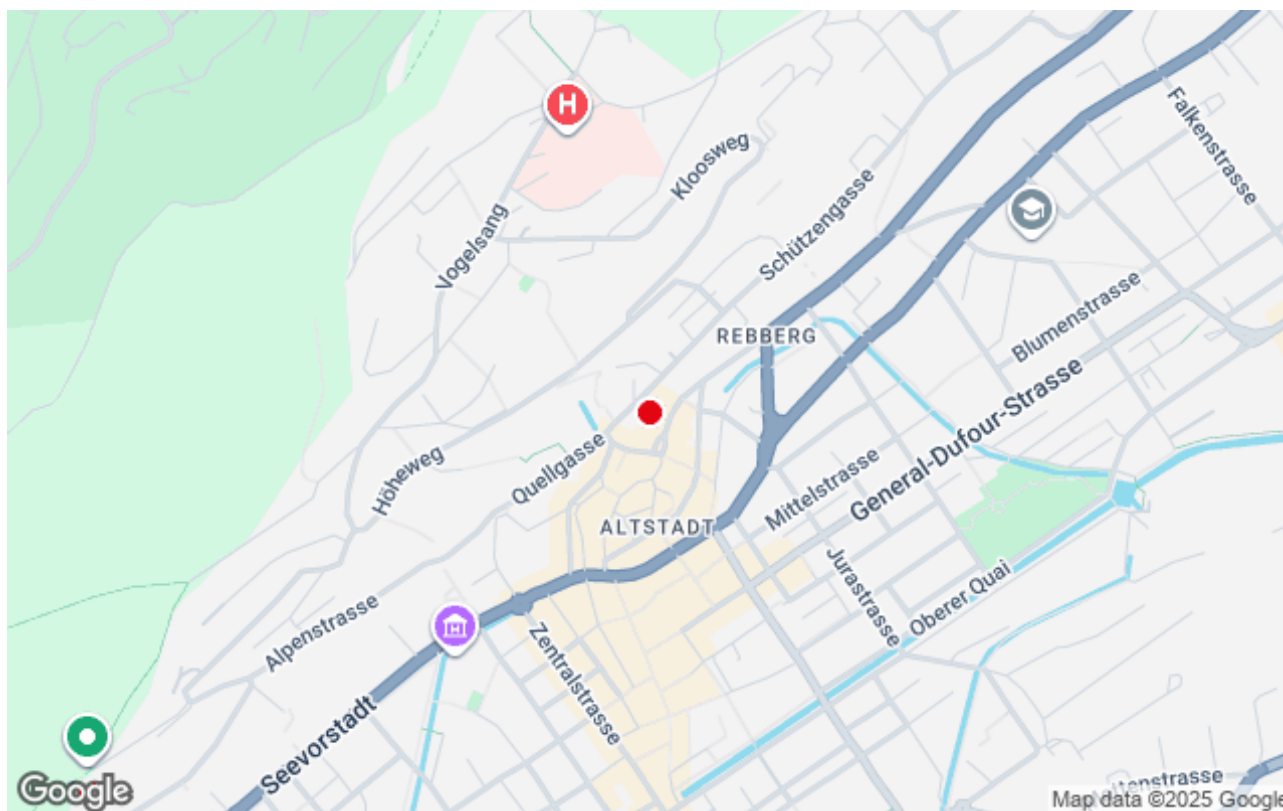 H
Falkenstrasse
Kloosweg
Schützengasse
Vogelsang
REBBERG
Blumenstrasse
General-Dufour-Strasse
Höheweg
Quellgasse
Mittelstrasse
ALTSTADT
Jurastrasse
Oberer Quai
Alpenstrasse
H
Zentralstrasse
Seevorstadt
Google
Map data ©2025 Google